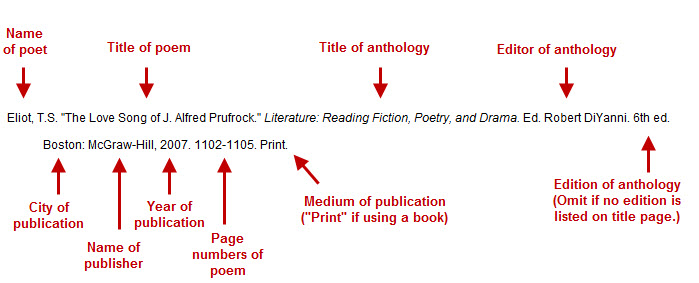 Name
of poet
Title of poem
Title of anthology
Editor of anthology
Eliot, T.S. "The Love Song of J. Alfred Prufrock." Literature: Reading Fiction, Poetry, and Drama. Ed. Robert DiYanni. 6th ed.
Boston: McGraw-Hill, 2007. 1102-1105. Print.
City of
publication
Name of
publisher
Year of
publication
Page
numbers of
poem
Medium of publication
("Print" if using a book)
Edition of anthology
(Omit if no edition is
listed on title page.)